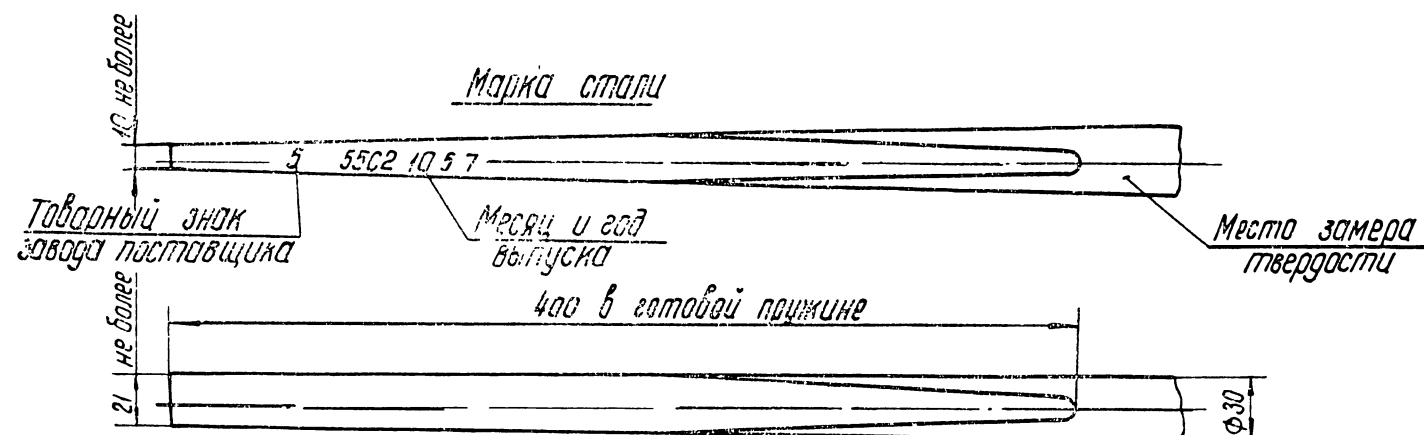 10 не более
Марка стали
5 55С2 10 5 7
Товарный знак
завода поставщика
Месяц и год
выпуска
Место замера
твердости
400 в готовой пружине
21 не более
Ф30